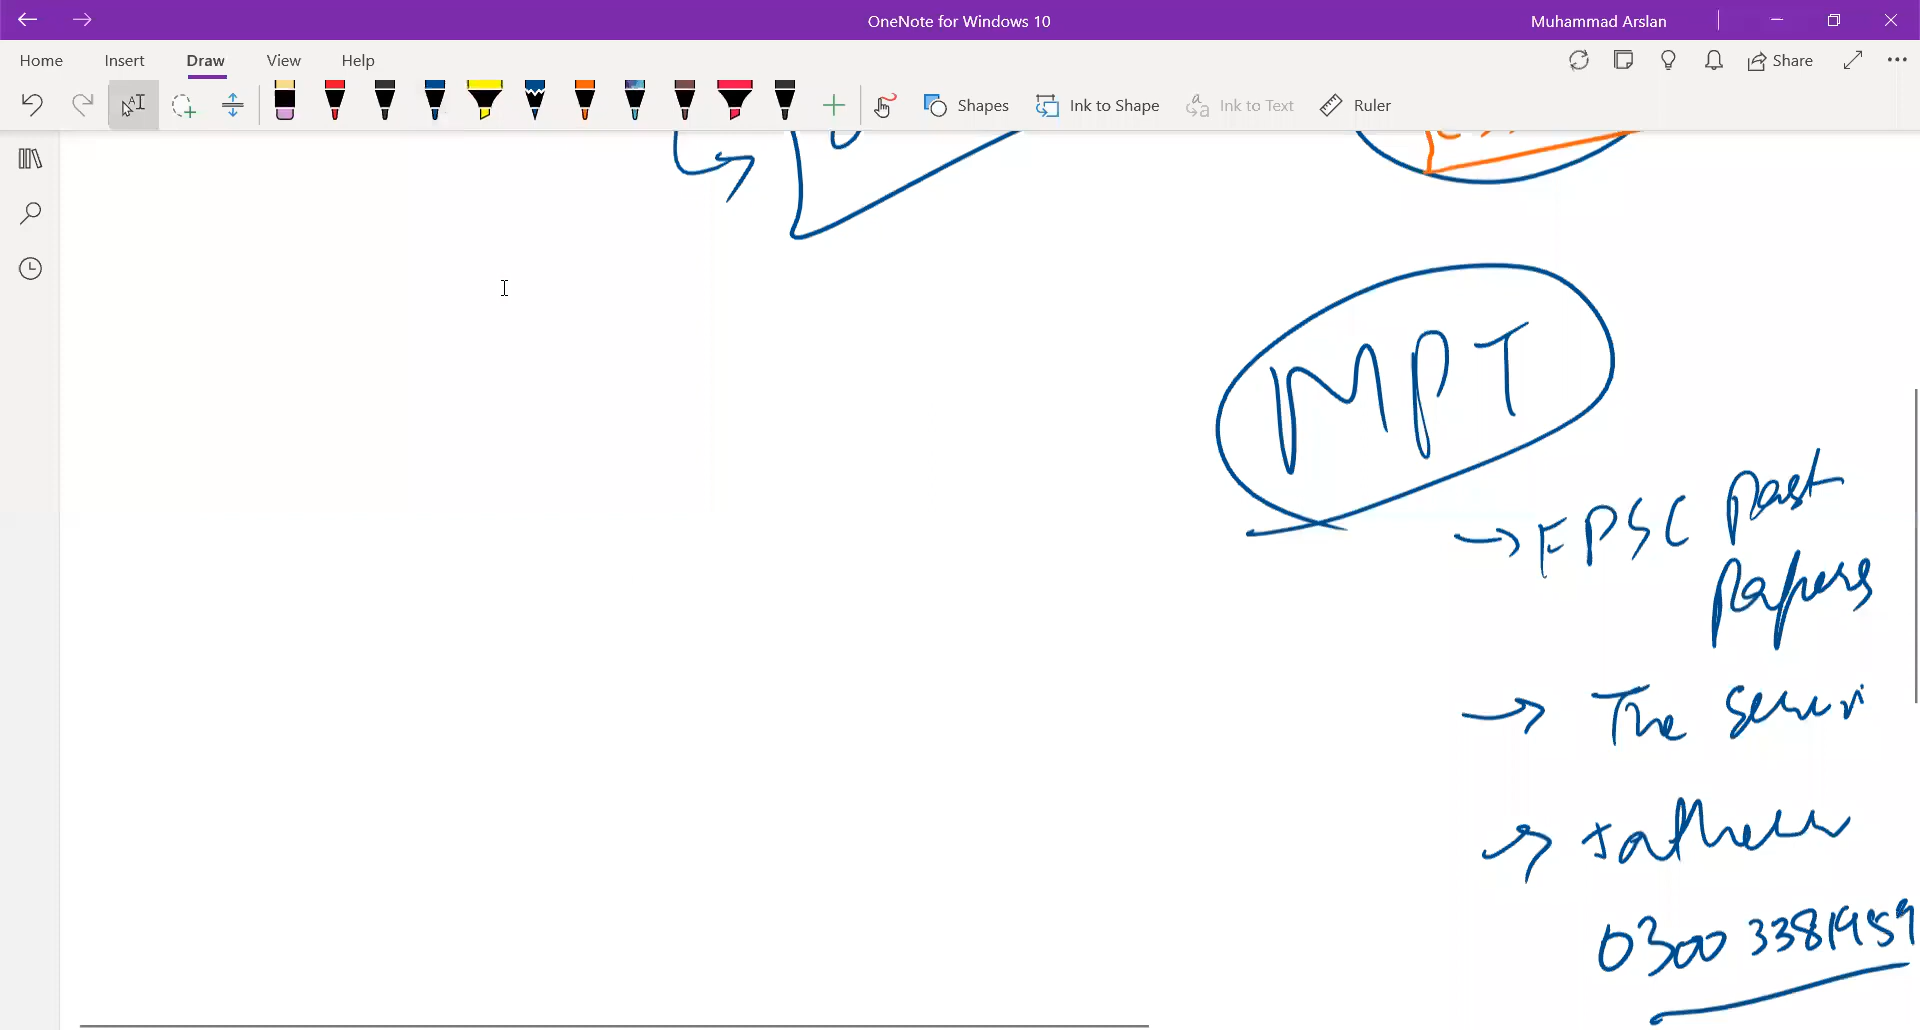 OneNote for Windows 10
Muhammad Arslan
Home Insert Draw View Help
Share
Shapes Ink to Shape Ink to Text Ruler
MPT
→ FPSC Past
Papers
→ The
→
0300 3381959